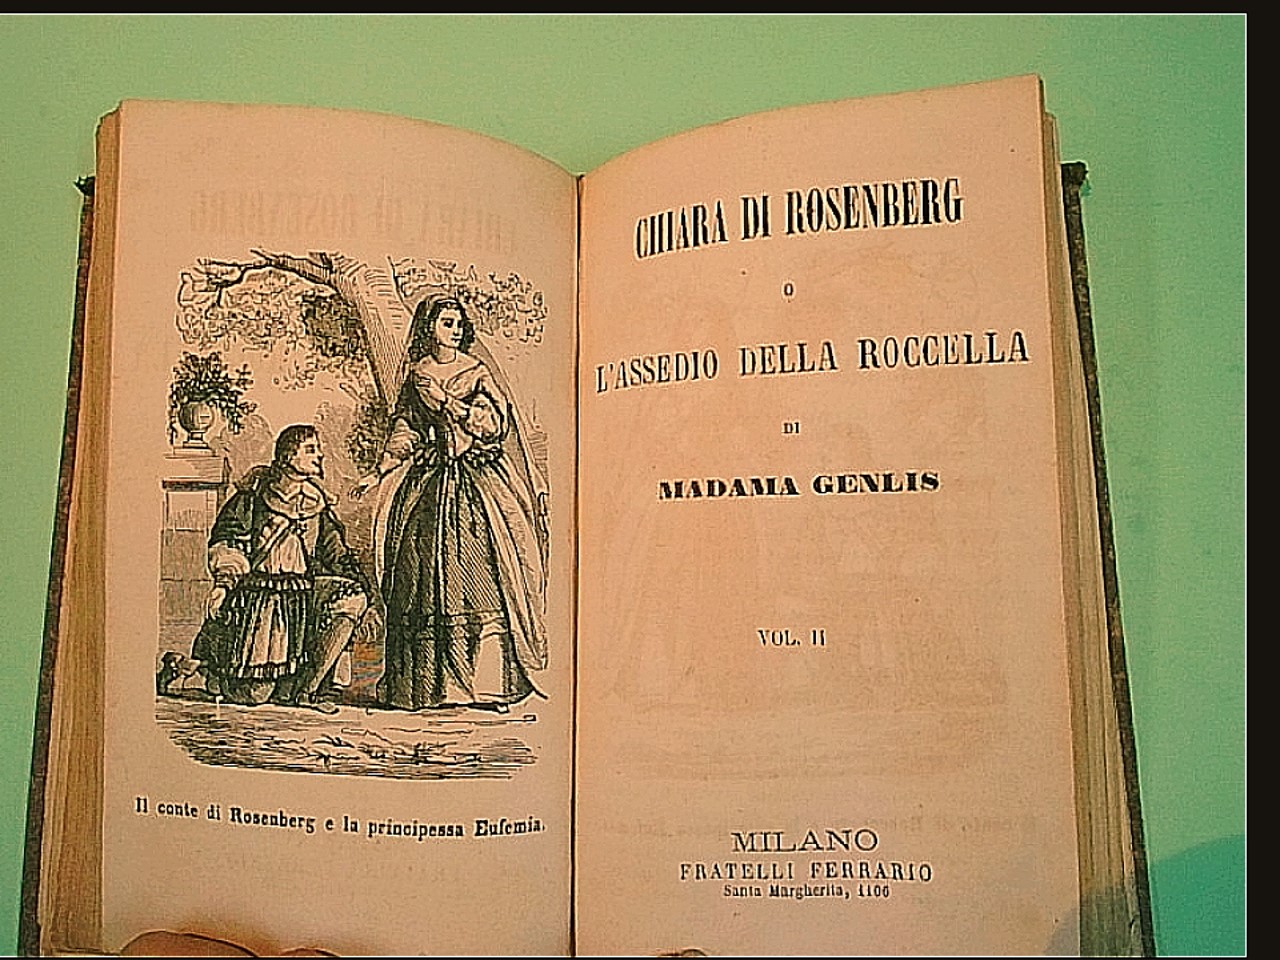 Il conte di Rosenberg e la principessa Eufemia.
CHIARA DI ROSENBERG
O
L'ASSEDIO DELLA ROCCELLA
DI
MADAMA GENLIS
VOL. II
MILANO
FRATELLI FERRARIO
Santa Margherita, 1106